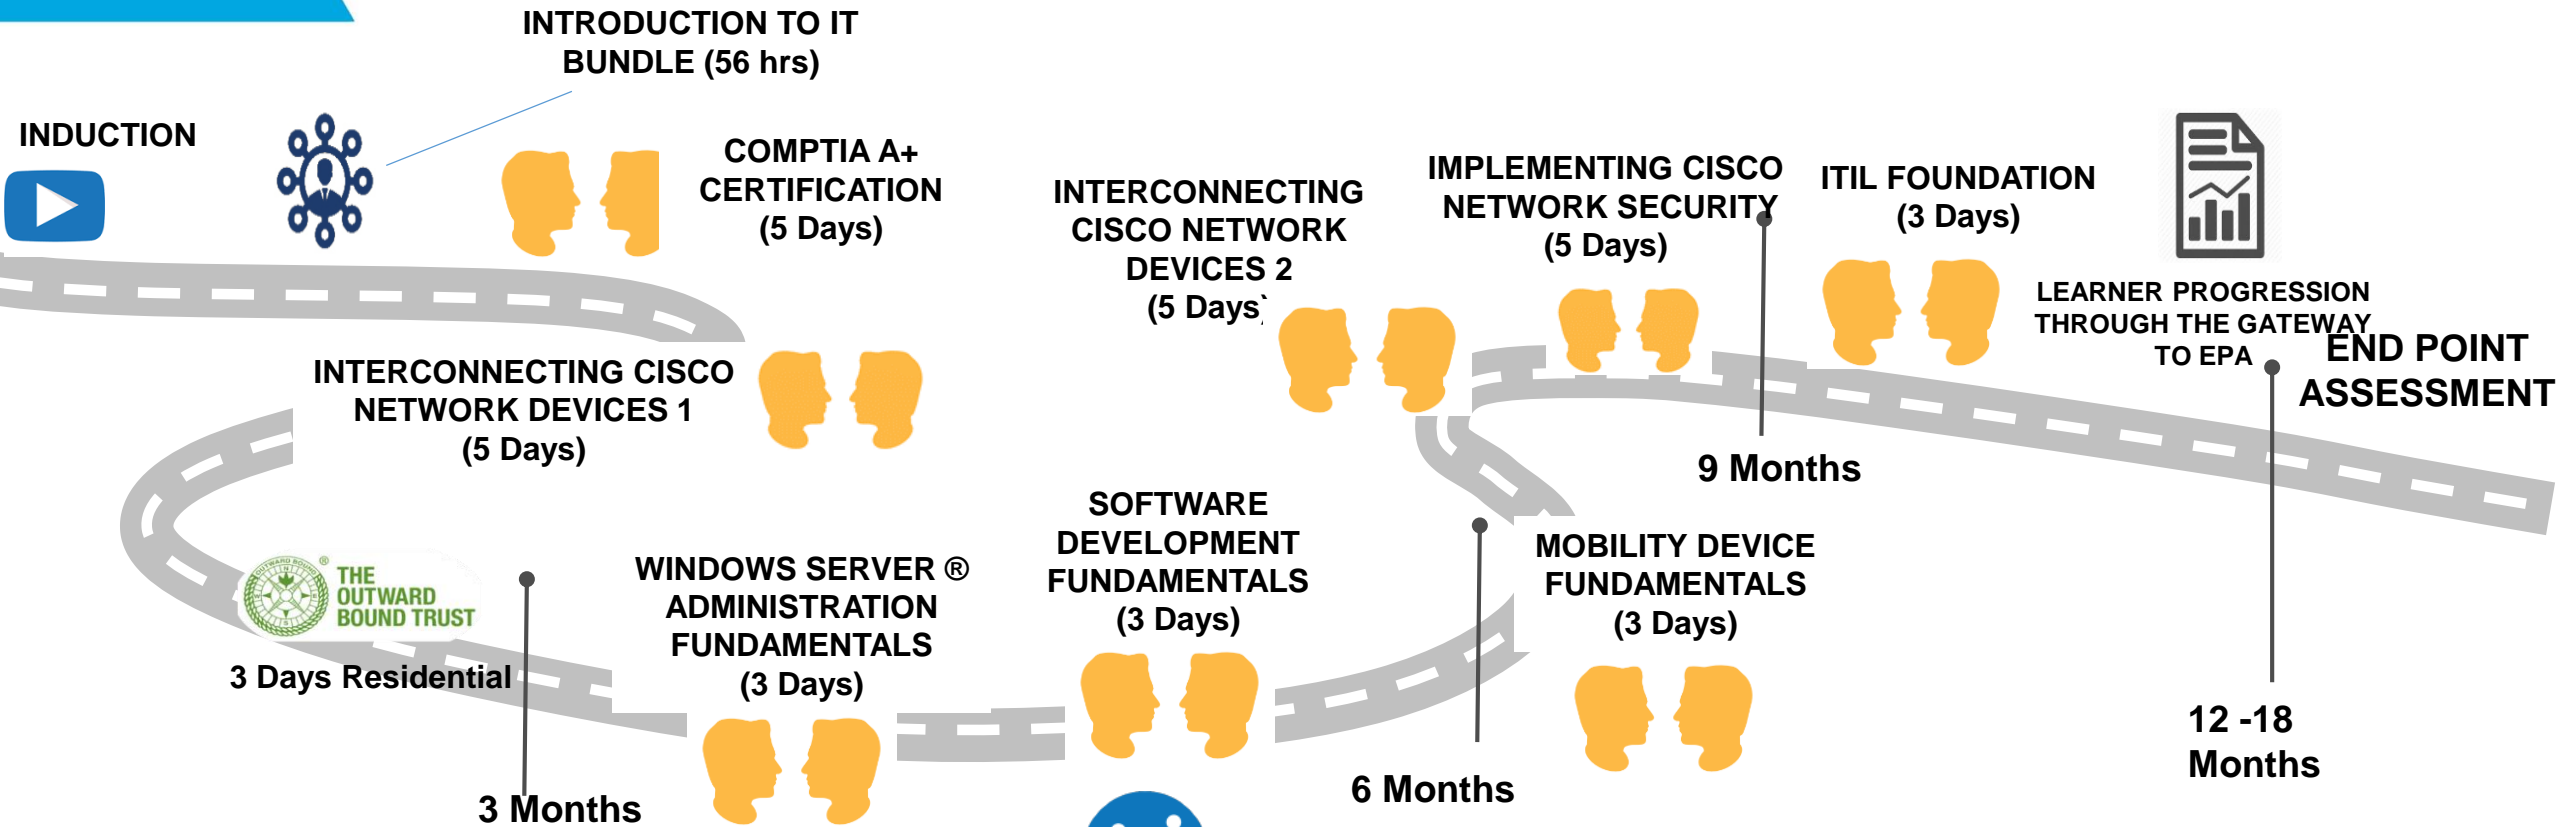 INTRODUCTION TO IT
BUNDLE (56 hrs)
INDUCTION
COMPTIA A+
CERTIFICATION
(5 Days)
INTERCONNECTING CISCO
NETWORK DEVICES 1
(5 Days)
THE
OUTWARD
BOUND TRUST
®
3 Days Residential
3 Months
WINDOWS SERVER ®
ADMINISTRATION
FUNDAMENTALS
(3 Days)
SOFTWARE
DEVELOPMENT
FUNDAMENTALS
(3 Days)
6 Months
MOBILITY DEVICE
FUNDAMENTALS
(3 Days)
INTERCONNECTING
CISCO NETWORK
DEVICES 2
(5 Days)
IMPLEMENTING CISCO
NETWORK SECURITY
(5 Days)
9 Months
ITIL FOUNDATION
(3 Days)
LEARNER PROGRESSION
THROUGH THE GATEWAY
TO EPA
END POINT
ASSESSMENT
12 -18
Months